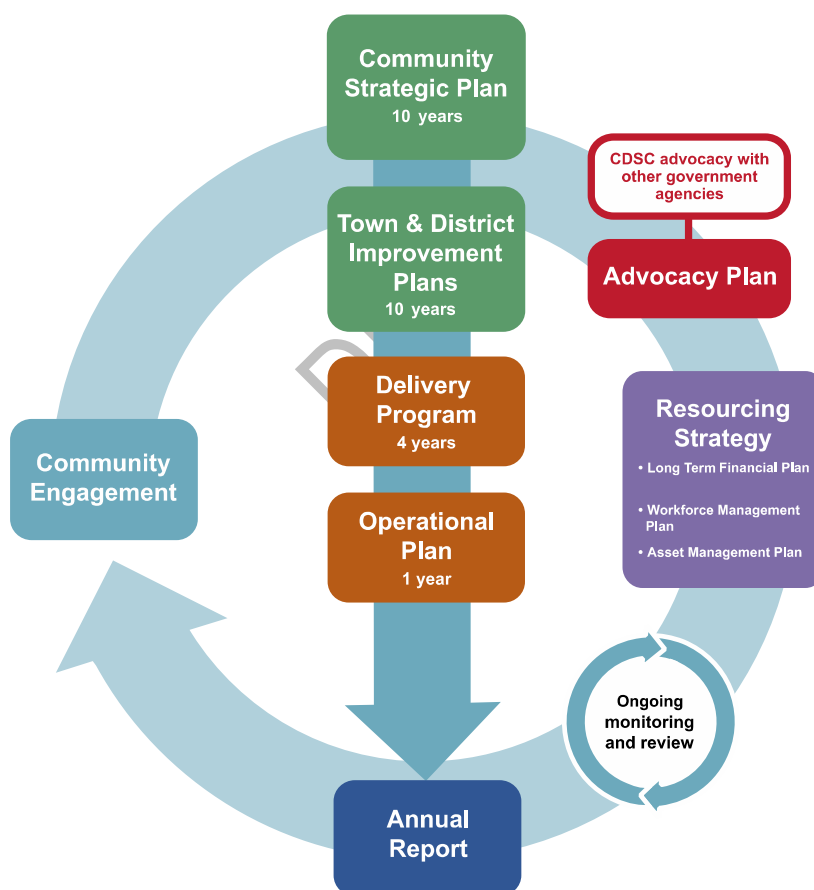 Community
Strategic Plan
10 years
CDSC advocacy with
other government
agencies
Town & District
Improvement
Plans
10 years
Advocacy Plan
Delivery
Program
4 years
Resourcing
Strategy
• Long Term Financial Plan
• Workforce Management
Plan
• Asset Management Plan
Community
Engagement
Operational
Plan
1 year
Ongoing
monitoring
and review
Annual
Report